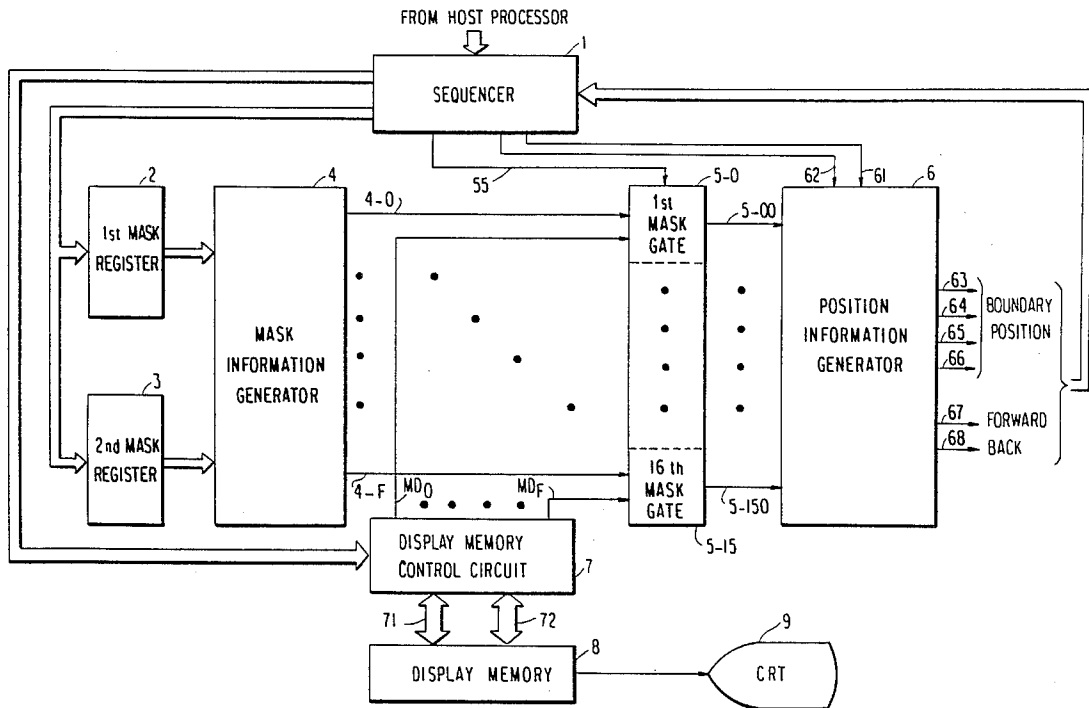 FROM HOST PROCESSOR
1
SEQUENCER
55
62
61
2
1st MASK
REGISTER
3
2nd MASK
REGISTER
4
MASK
INFORMATION
GENERATOR
4-0
4-F
MD0
MDF
5-0
1st
MASK
GATE
16th
MASK
GATE
5-15
5-00
5-150
6
POSITION
INFORMATION
GENERATOR
63
64
65
66
BOUNDARY
POSITION
67
FORWARD
68
BACK
DISPLAY MEMORY
CONTROL CIRCUIT
7
71
72
8
DISPLAY MEMORY
9
CRT